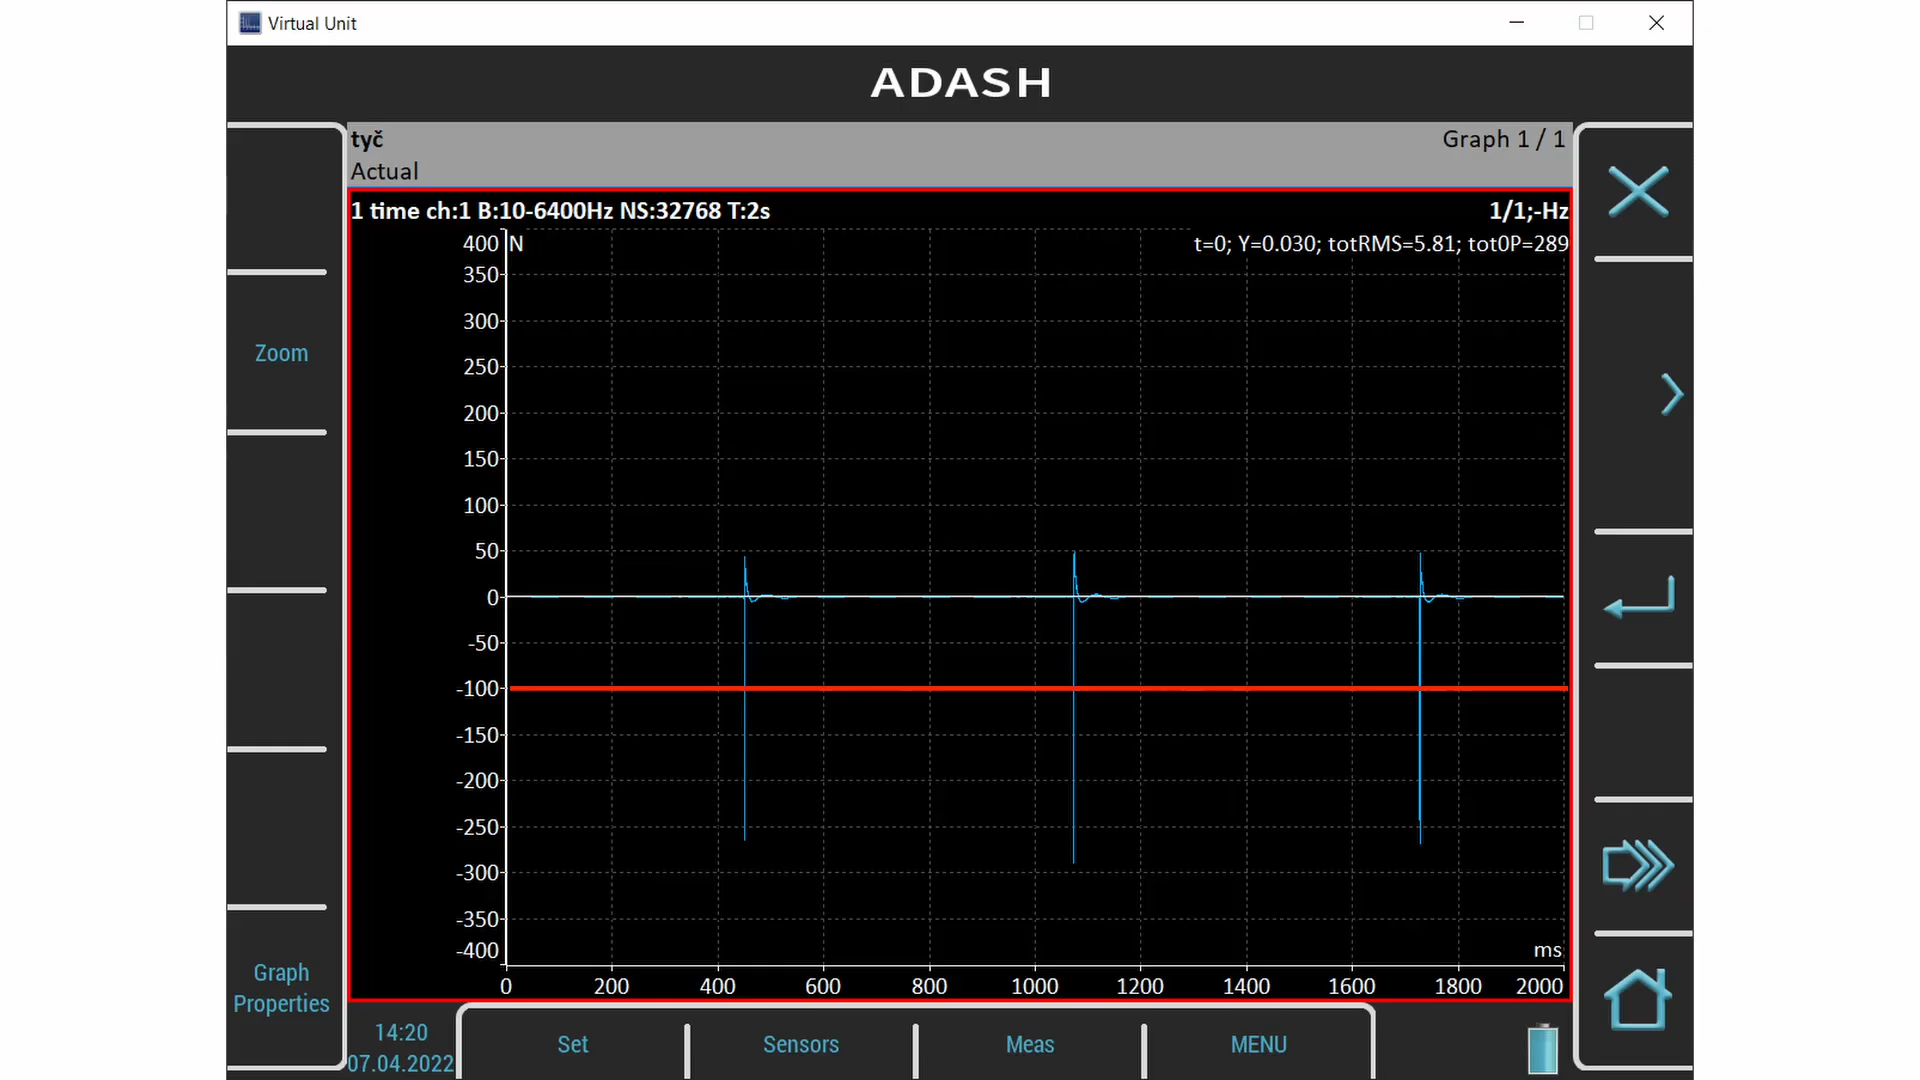 Virtual Unit
ADASH
tyč
Graph 1 / 1
Actual
1 time ch:1 B:10-6400Hz NS:32768 T:2s
1/1;-Hz
400 N
t=0; Y=0.030; totRMS=5.81; tot0P=289
350
300
250
200
150
100
50
0
-50
-100
-150
-200
-250
-300
-350
-400
ms
0 200 400 600 800 1000 1200 1400 1600 1800 2000
Zoom
Graph
Properties
14:20
07.04.2022
Set
Sensors
Meas
MENU